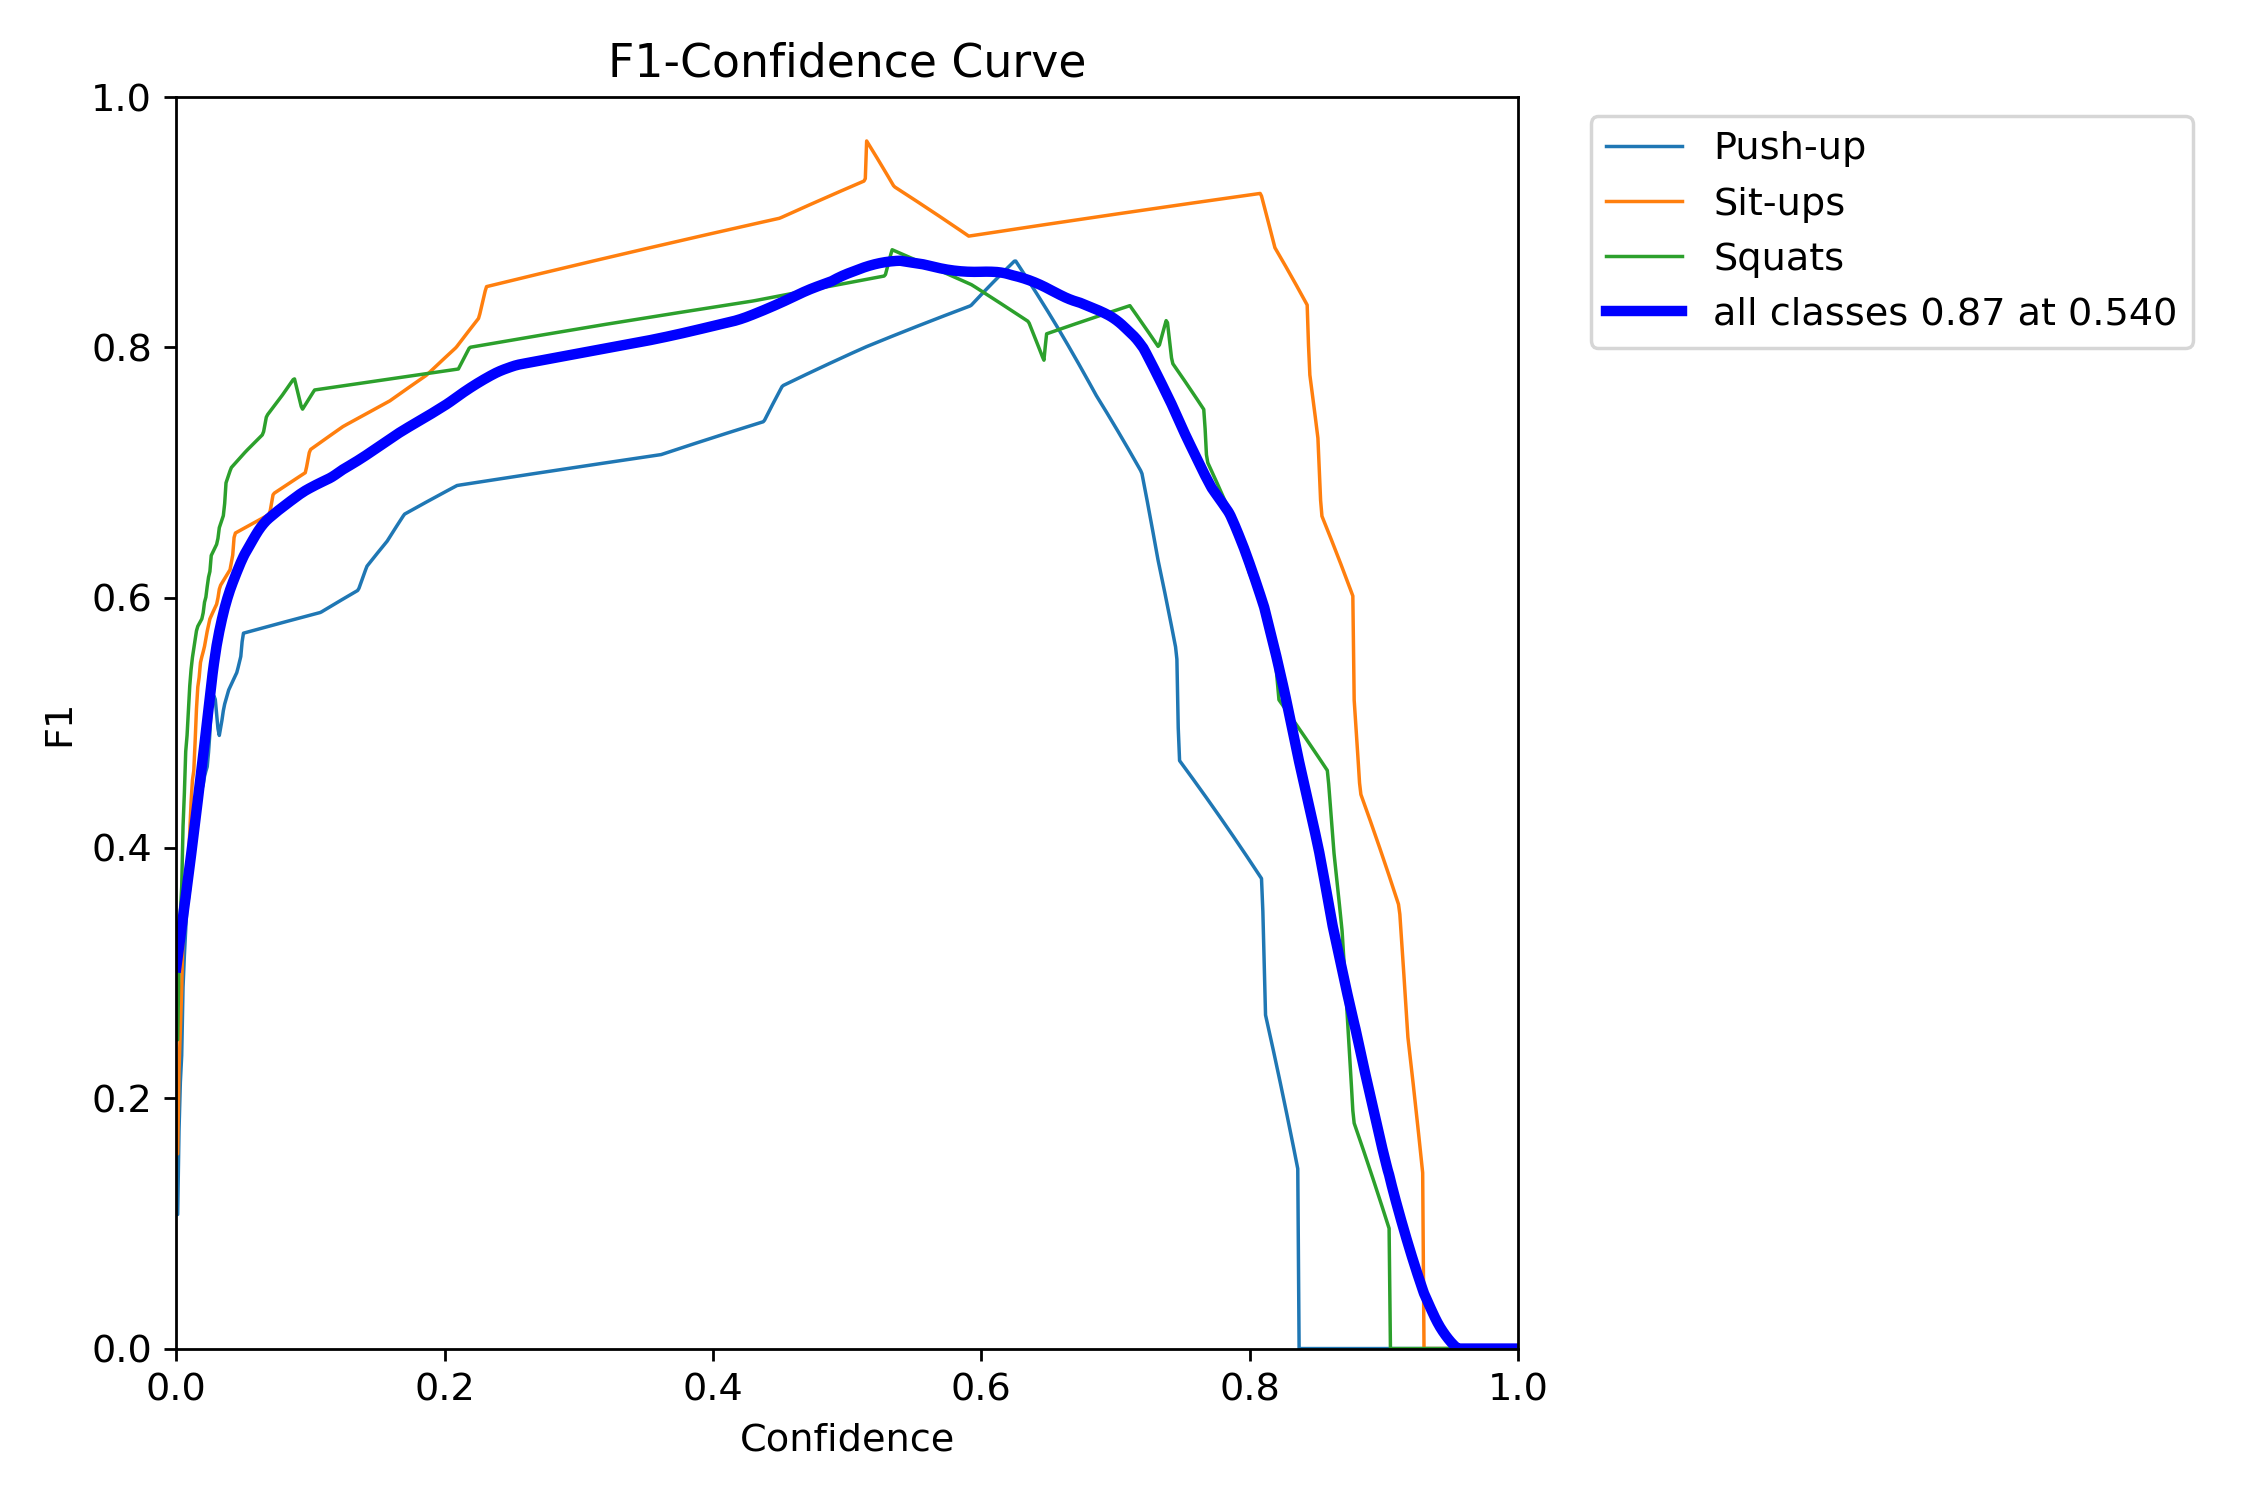 F1-Confidence Curve
1.0
0.8
0.6
0.4
0.2
0.0
F1
0.0 0.2 0.4 0.6 0.8 1.0
Confidence
Push-up
Sit-ups
Squats
all classes 0.87 at 0.540